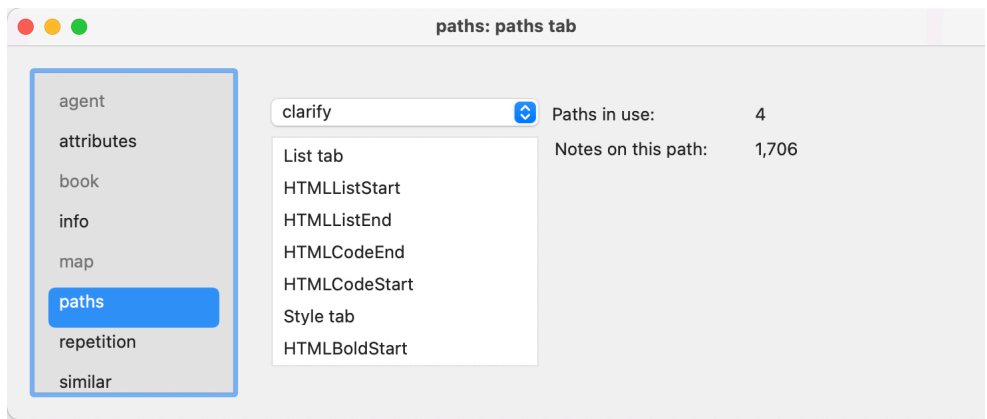 paths: paths tab
agent
attributes
book
info
map
paths
repetition
similar
clarify
List tab
HTMLListStart
HTMLListEnd
HTMLCodeEnd
HTMLCodeStart
Style tab
HTMLBoldStart
Paths in use: 4
Notes on this path: 1,706